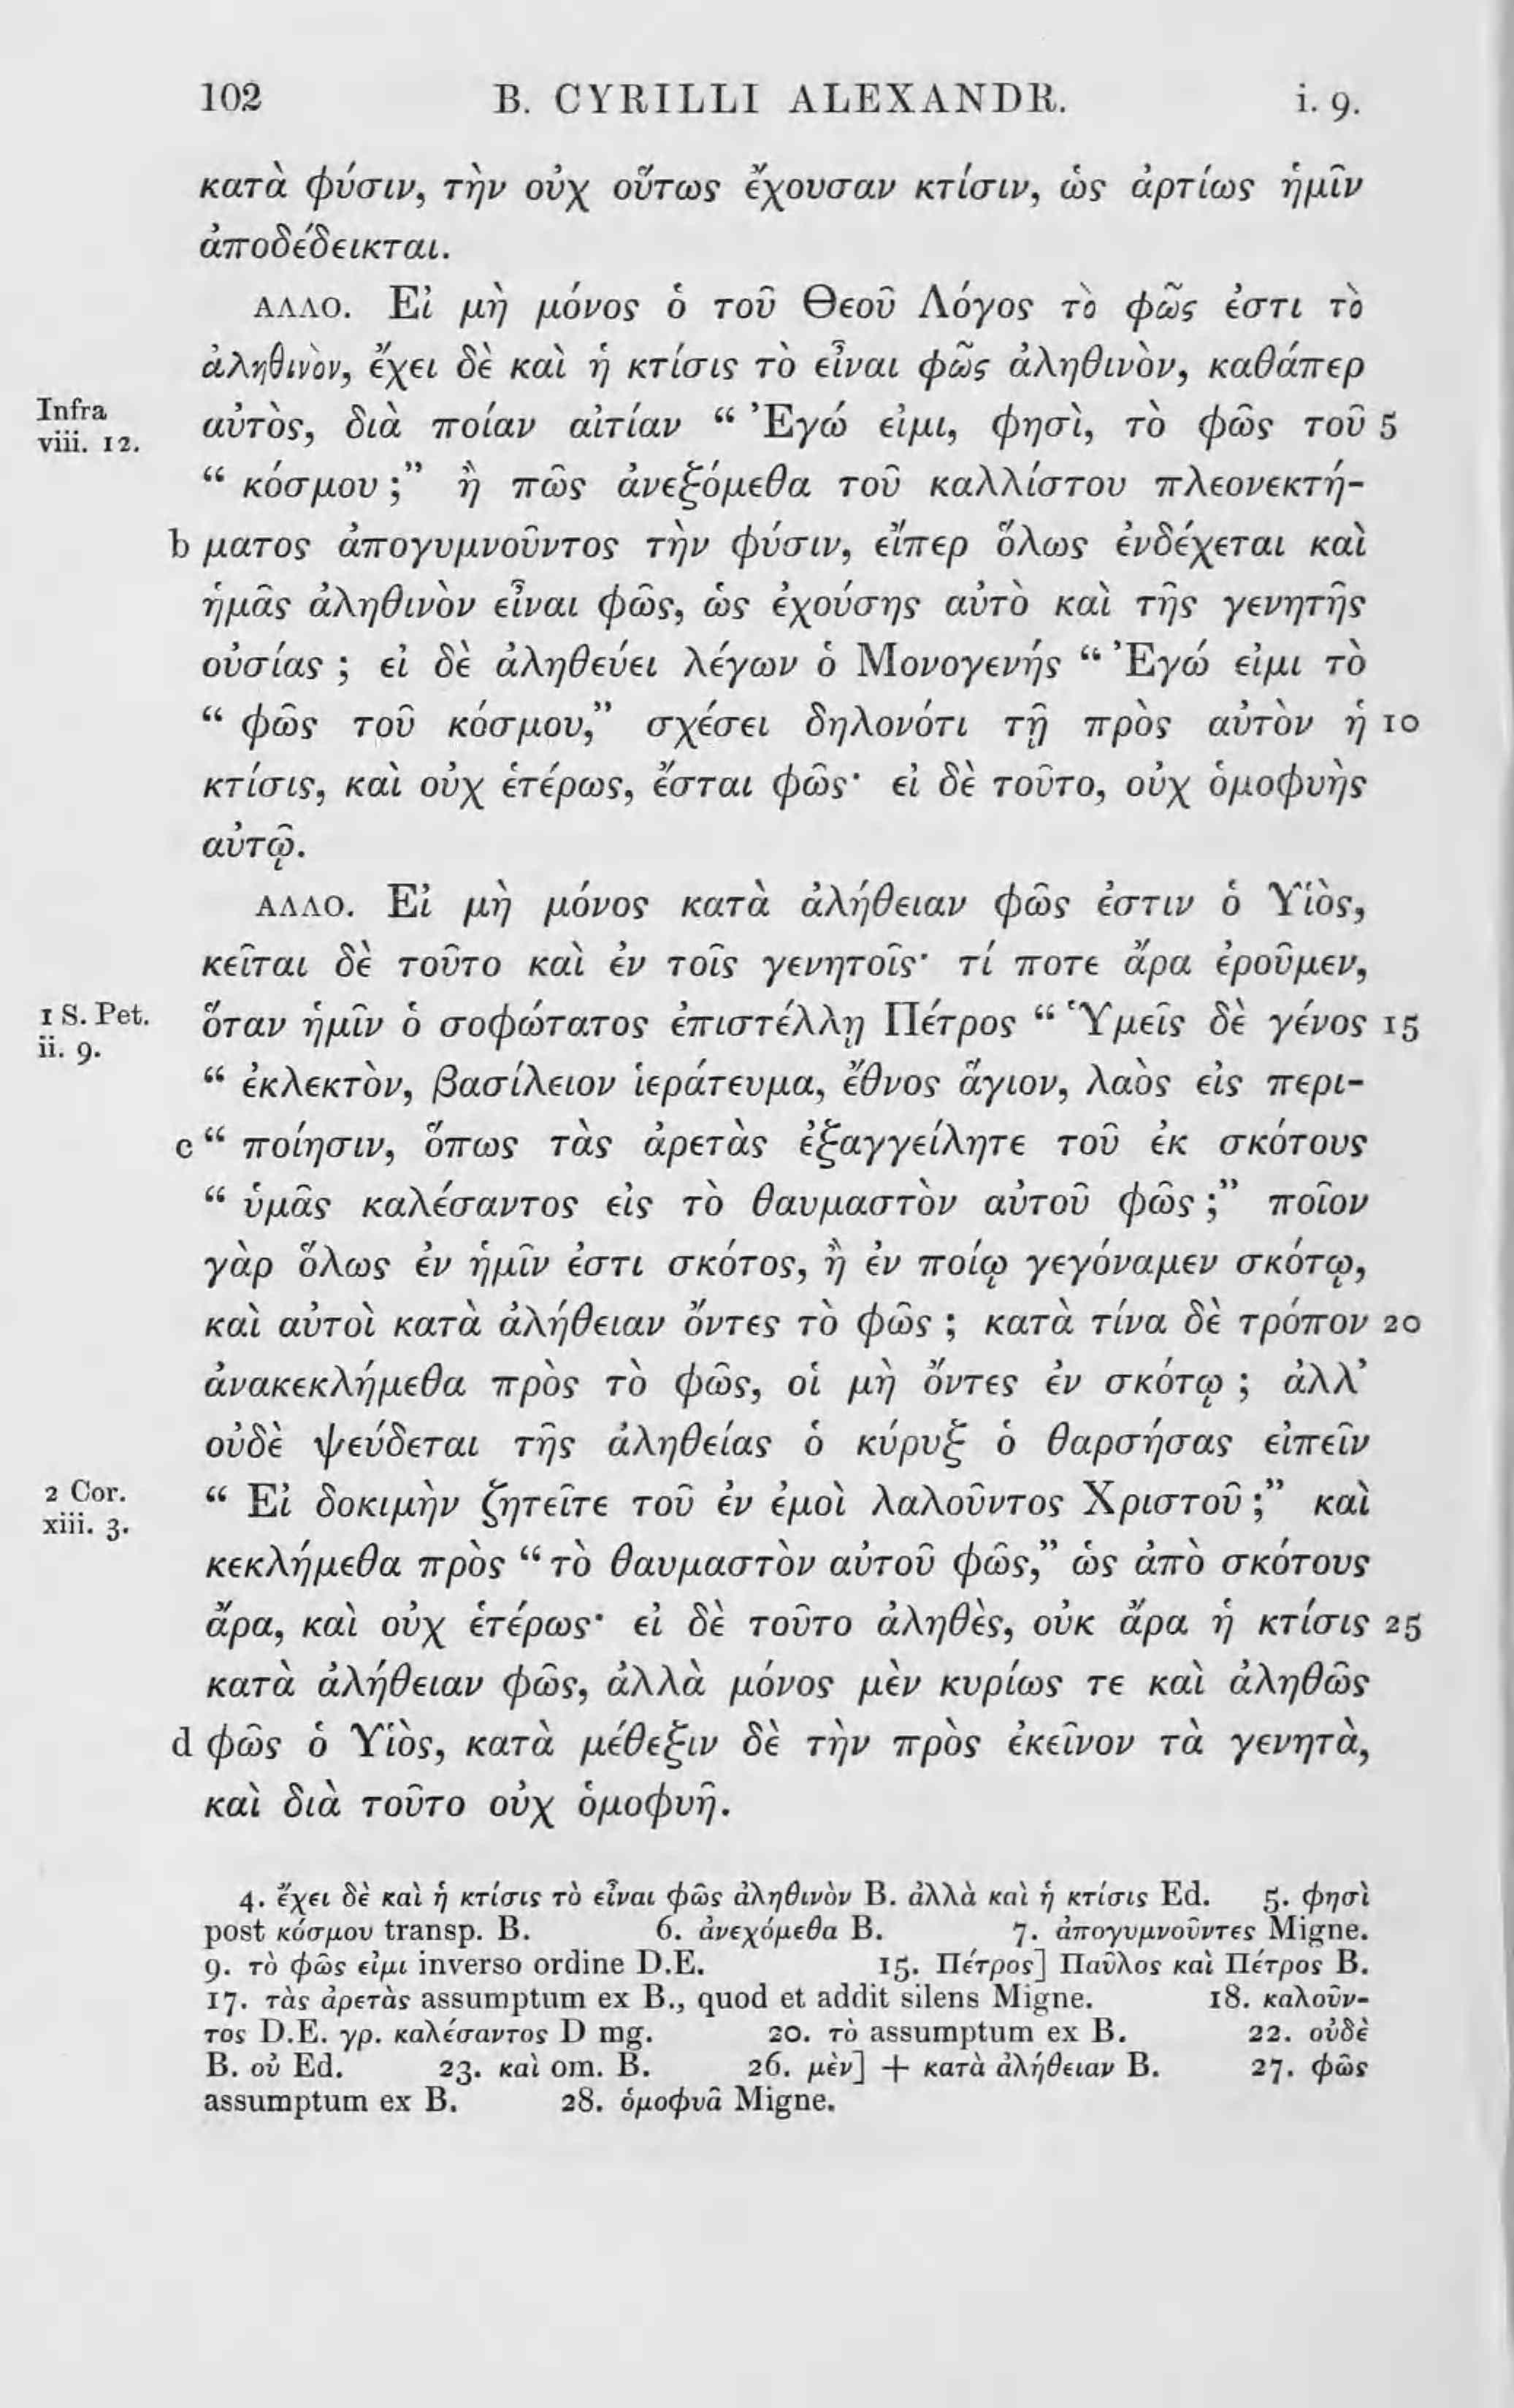 102 B. CYRILLI ALEXANDR. i. 9.
κατὰ φύσιν, τὴν οὐχ οὕτως ἔχουσαν κτίσιν, ὡς ἀρτίως ἡμῖν
ἀποδέδεικται.
ΑΛΛΟ. Εἰ μὴ μόνος ὁ τοῦ Θεοῦ Λόγος τὸ φῶς ἐστι τὸ
ἀληθινὸν, ἔχει δὲ καὶ ἡ κτίσις τὸ εἶναι φῶς ἀληθινὸν, καθάπερ
Infra
viii. 12.
αὐτὸς, διὰ ποίαν αἰτίαν “ Ἐγώ εἰμι, φησὶ, τὸ φῶς τοῦ 5
“ κόσμου ;” ἢ πῶς ἀνεξόμεθα τοῦ καλλίστου πλεονεκτή-
b ματος ἀπογυμνοῦντος τὴν φύσιν, εἴπερ ὅλως ἐνδέχεται καὶ
ἡμᾶς ἀληθινὸν εἶναι φῶς, ὡς ἐχούσης αὐτὸ καὶ τῆς γενητῆς
οὐσίας ; εἰ δὲ ἀληθεύει λέγων ὁ Μονογενής “ Ἐγώ εἰμι τὸ
“ φῶς τοῦ κόσμου,” σχέσει δηλονότι τῇ πρὸς αὐτὸν ἡ 10
κτίσις, καὶ οὐχ ἑτέρως, ἔσται φῶς· εἰ δὲ τοῦτο, οὐχ ὁμοφυὴς
αὐτῷ.
ΑΛΛΟ. Εἰ μὴ μόνος κατὰ ἀλήθειαν φῶς ἐστιν ὁ Υἱὸς,
κεῖται δὲ τοῦτο καὶ ἐν τοῖς γενητοῖς· τί ποτε ἄρα ἐροῦμεν,
1 S. Pet.
ii. 9.
ὅταν ἡμῖν ὁ σοφώτατος ἐπιστέλλῃ Πέτρος “ Ὑμεῖς δὲ γένος 15
“ ἐκλεκτὸν, βασίλειον ἱεράτευμα, ἔθνος ἅγιον, λαὸς εἰς περι-
c “ ποίησιν, ὅπως τὰς ἀρετὰς ἐξαγγείλητε τοῦ ἐκ σκότους
“ ὑμᾶς καλέσαντος εἰς τὸ θαυμαστὸν αὐτοῦ φῶς ;” ποῖον
γὰρ ὅλως ἐν ἡμῖν ἐστι σκότος, ἢ ἐν ποίῳ γεγόναμεν σκότῳ,
καὶ αὐτοὶ κατὰ ἀλήθειαν ὄντες τὸ φῶς ; κατὰ τίνα δὲ τρόπον 20
ἀνακεκλήμεθα πρὸς τὸ φῶς, οἱ μὴ ὄντες ἐν σκότῳ ; ἀλλ’
οὐδὲ ψεύδεται τῆς ἀληθείας ὁ κύρυξ ὁ θαρσήσας εἰπεῖν
2 Cor.
xiii. 3.
“ Εἰ δοκιμὴν ζητεῖτε τοῦ ἐν ἐμοὶ λαλοῦντος Χριστοῦ ;” καὶ
κεκλήμεθα πρὸς “ τὸ θαυμαστὸν αὐτοῦ φῶς,” ὡς ἀπὸ σκότους
ἄρα, καὶ οὐχ ἑτέρως· εἰ δὲ τοῦτο ἀληθὲς, οὐκ ἄρα ἡ κτίσις 25
κατὰ ἀλήθειαν φῶς, ἀλλὰ μόνος μὲν κυρίως τε καὶ ἀληθῶς
d φῶς ὁ Υἱὸς, κατὰ μέθεξιν δὲ τὴν πρὸς ἐκεῖνον τὰ γενητὰ,
καὶ διὰ τοῦτο οὐχ ὁμοφυῆ.
4. ἔχει δὲ καὶ ἡ κτίσις τὸ εἶναι φῶς ἀληθινὸν B. ἀλλὰ καὶ ἡ κτίσις Ed. 5. φησὶ
post κόσμου transp. B. 6. ἀνεχόμεθα B. 7. ἀπογυμνοῦντες Migne.
9. τὸ φῶς εἰμι inverso ordine D.E. 15. Πέτρος] Παῦλος καὶ Πέτρος B.
17. τὰς ἀρετὰς assumptum ex B., quod et addit silens Migne. 18. καλοῦν-
τος D.E. γρ. καλέσαντος D mg. 20. τὸ assumptum ex B. 22. οὐδὲ
B. οὐ Ed. 23. καὶ om. B. 26. μὲν] + κατὰ ἀλήθειαν B. 27. φῶς
assumptum ex B. 28. ὁμοφυᾶ Migne.